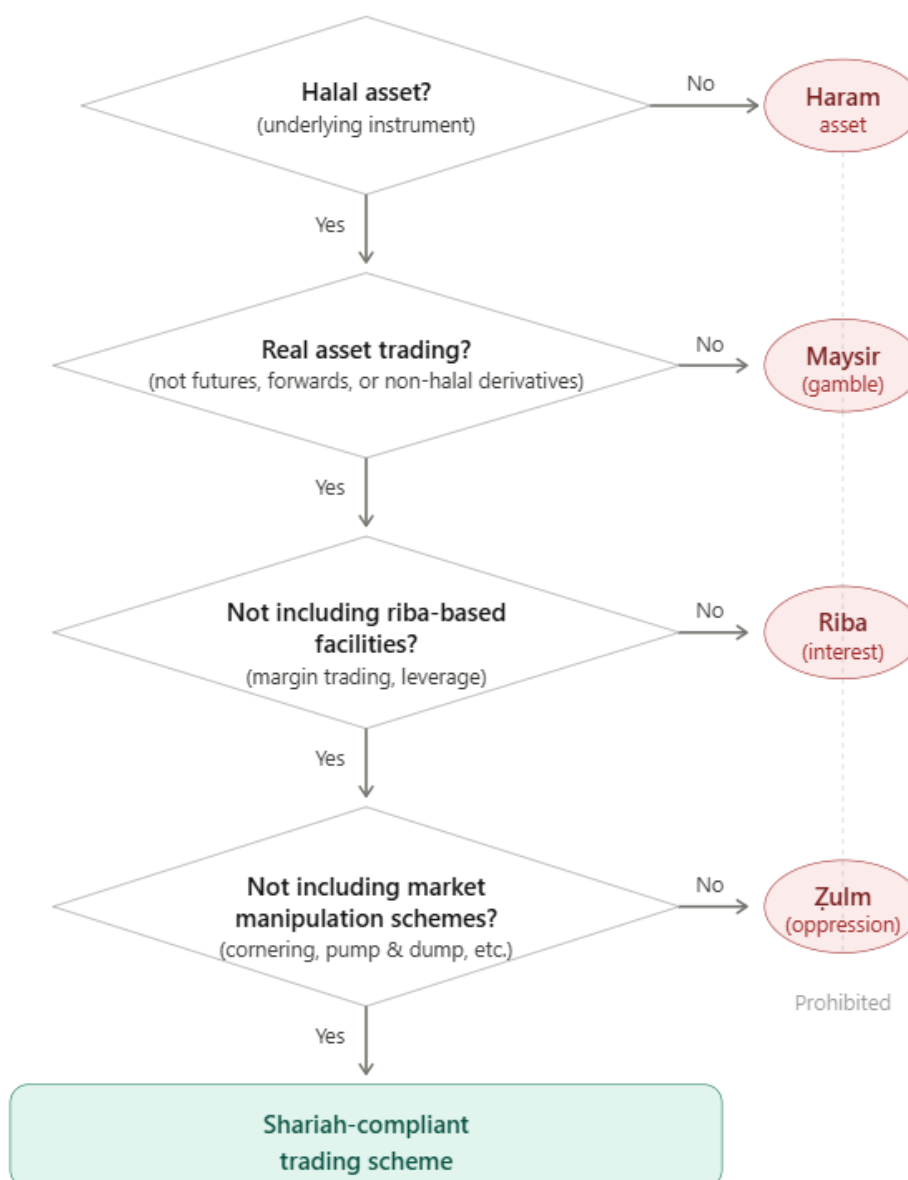 Halal asset?
(underlying instrument)
No
Haram
asset
Yes
Real asset trading?
(not futures, forwards, or non-halal derivatives)
No
Maysir
(gamble)
Yes
Not including riba-based
facilities?
(margin trading, leverage)
No
Riba
(interest)
Yes
Not including market
manipulation schemes?
(cornering, pump & dump, etc.)
No
Ẓulm
(oppression)
Prohibited
Yes
Shariah-compliant
trading scheme